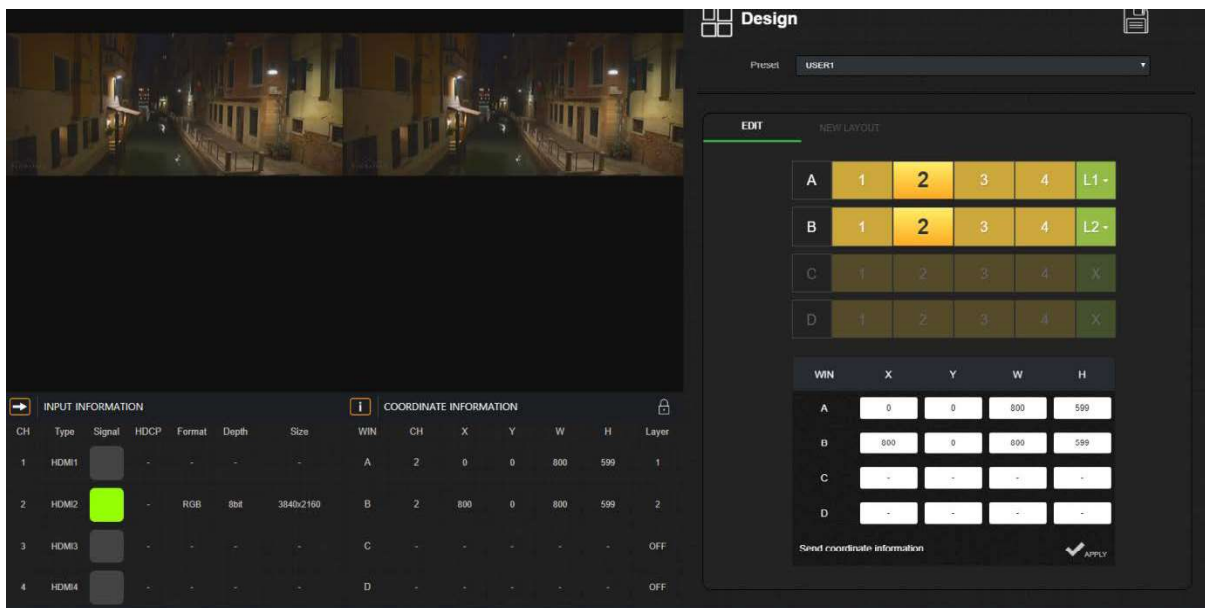 Design
Preset USER1
EDIT NEW LAYOUT
A 1 2 3 4 L1
B 1 2 3 4 L2
C 1 2 3 4 X
D 1 2 3 4 X
WIN X Y W H
A 0 0 800 599
B 800 0 800 599
C - - - -
D - - - -
Send coordinate information APPLY
INPUT INFORMATION
CH Type Signal HDCP Format Depth Size
1 HDMI1 - - - -
2 HDMI2 - RGB 8bit 3840x2160
3 HDMI3 - - - -
4 HDMI4 - - - -
i COORDINATE INFORMATION
WIN CH X Y W H Layer
A 2 0 0 800 599 1
B 2 800 0 800 599 2
C - - - - - OFF
D - - - - - OFF